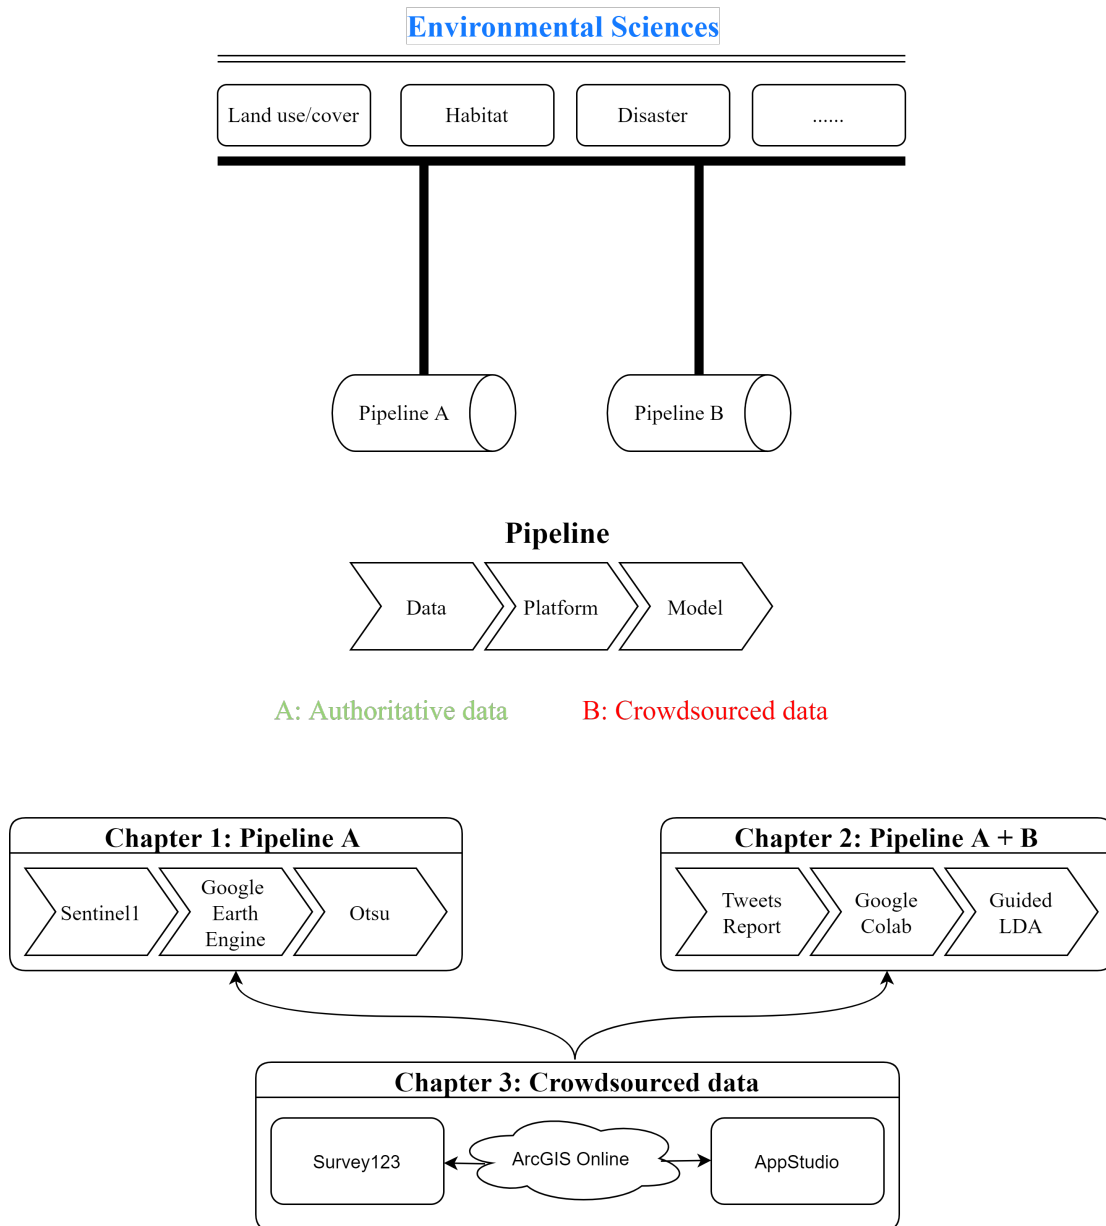 Environmental Sciences
Land use/cover
Habitat
Disaster
......
Pipeline A
Pipeline B
Pipeline
Data
Platform
Model
A: Authoritative data
B: Crowdsourced data
Chapter 1: Pipeline A
Sentinel1
Google
Earth
Engine
Otsu
Chapter 2: Pipeline A + B
Tweets
Report
Google
Colab
Guided
LDA
Chapter 3: Crowdsourced data
Survey123
ArcGIS Online
AppStudio